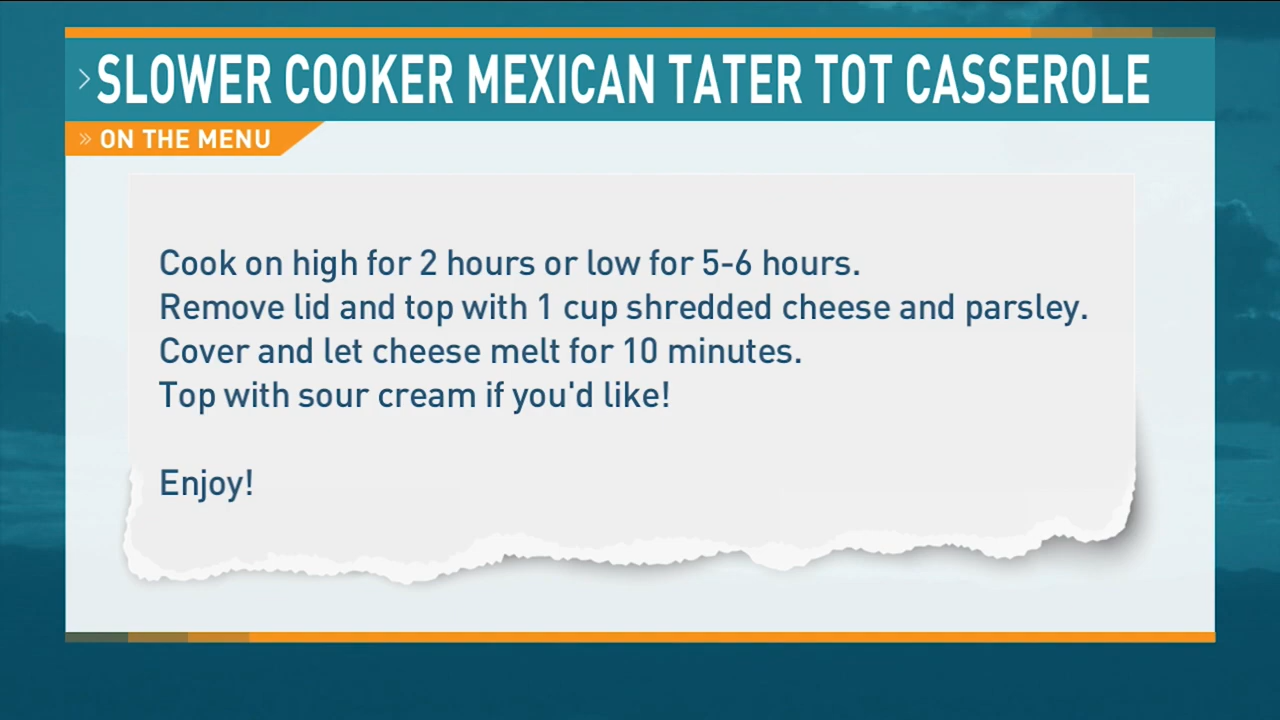 SLOWER COOKER MEXICAN TATER TOT CASSEROLE
ON THE MENU
Cook on high for 2 hours or low for 5-6 hours.
Remove lid and top with 1 cup shredded cheese and parsley.
Cover and let cheese melt for 10 minutes.
Top with sour cream if you'd like!
Enjoy!